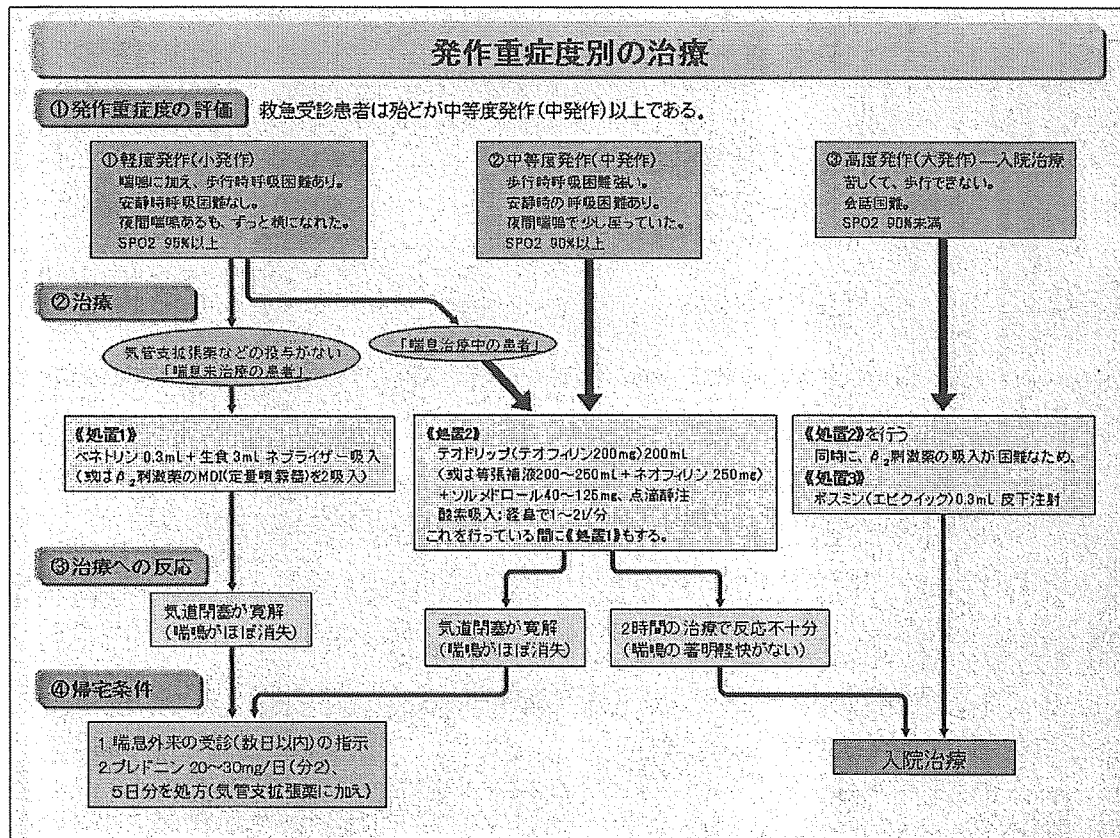 発作重症度別の治療
①発作重症度の評価
救急受診患者は殆どが中等度発作(中発作)以上である。
①軽度発作(小発作)
喘鳴に加え、歩行時呼吸困難あり。
安静時呼吸困難なし。
夜間喘鳴あるも、ずっと横になれた。
SPO2 95%以上
②中等度発作(中発作)
歩行時呼吸困難強い。
安静時の呼吸困難あり。
夜間喘鳴で少し座っていた。
SPO2 90%以上
③高度発作(大発作)―入院治療
苦しくて、歩行できない。
会話困難。
SPO2 90%未満
②治療
気管支拡張薬などの投与がない
「喘息未治療の患者」
「喘息治療中の患者」
《処置1》
ベネトリン 0.3mL+生食 3mL ネブライザー吸入
(或はβ2刺激薬のMDI(定量噴霧器)を2吸入)
《処置2》
テオドリップ(テオフィリン200mg)200mL
(或は等張補液200~250mL+ネオフィリン 250mg)
+ソルメドロール40~125mg、点滴静注
酸素吸入;経鼻で1~2l/分
これを行っている間に《処置1》もする。
《処置2》を行う
同時に、β2刺激薬の吸入が困難なため、
《処置3》
ボスミン(エピクイック)0.3mL 皮下注射
③治療への反応
気道閉塞が寛解
(喘鳴がほぼ消失)
気道閉塞が寛解
(喘鳴がほぼ消失)
2時間の治療で反応不十分
(喘鳴の著明軽快がない)
④帰宅条件
1.喘息外来の受診(数日以内)の指示
2.プレドニン 20~30mg/日(分2)、
5日分を処方(気管支拡張薬に加え)
入院治療